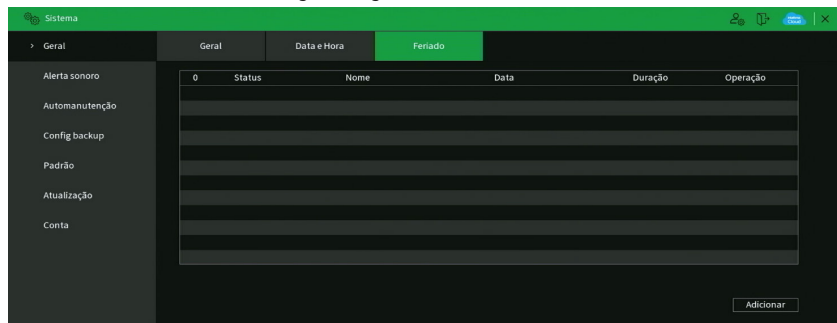 Sistema
Geral
Geral
Data e Hora
Feriado
Alerta sonoro
Automanutenção
Config backup
Padrão
Atualização
Conta
0 Status Nome Data Duração Operação
Adicionar